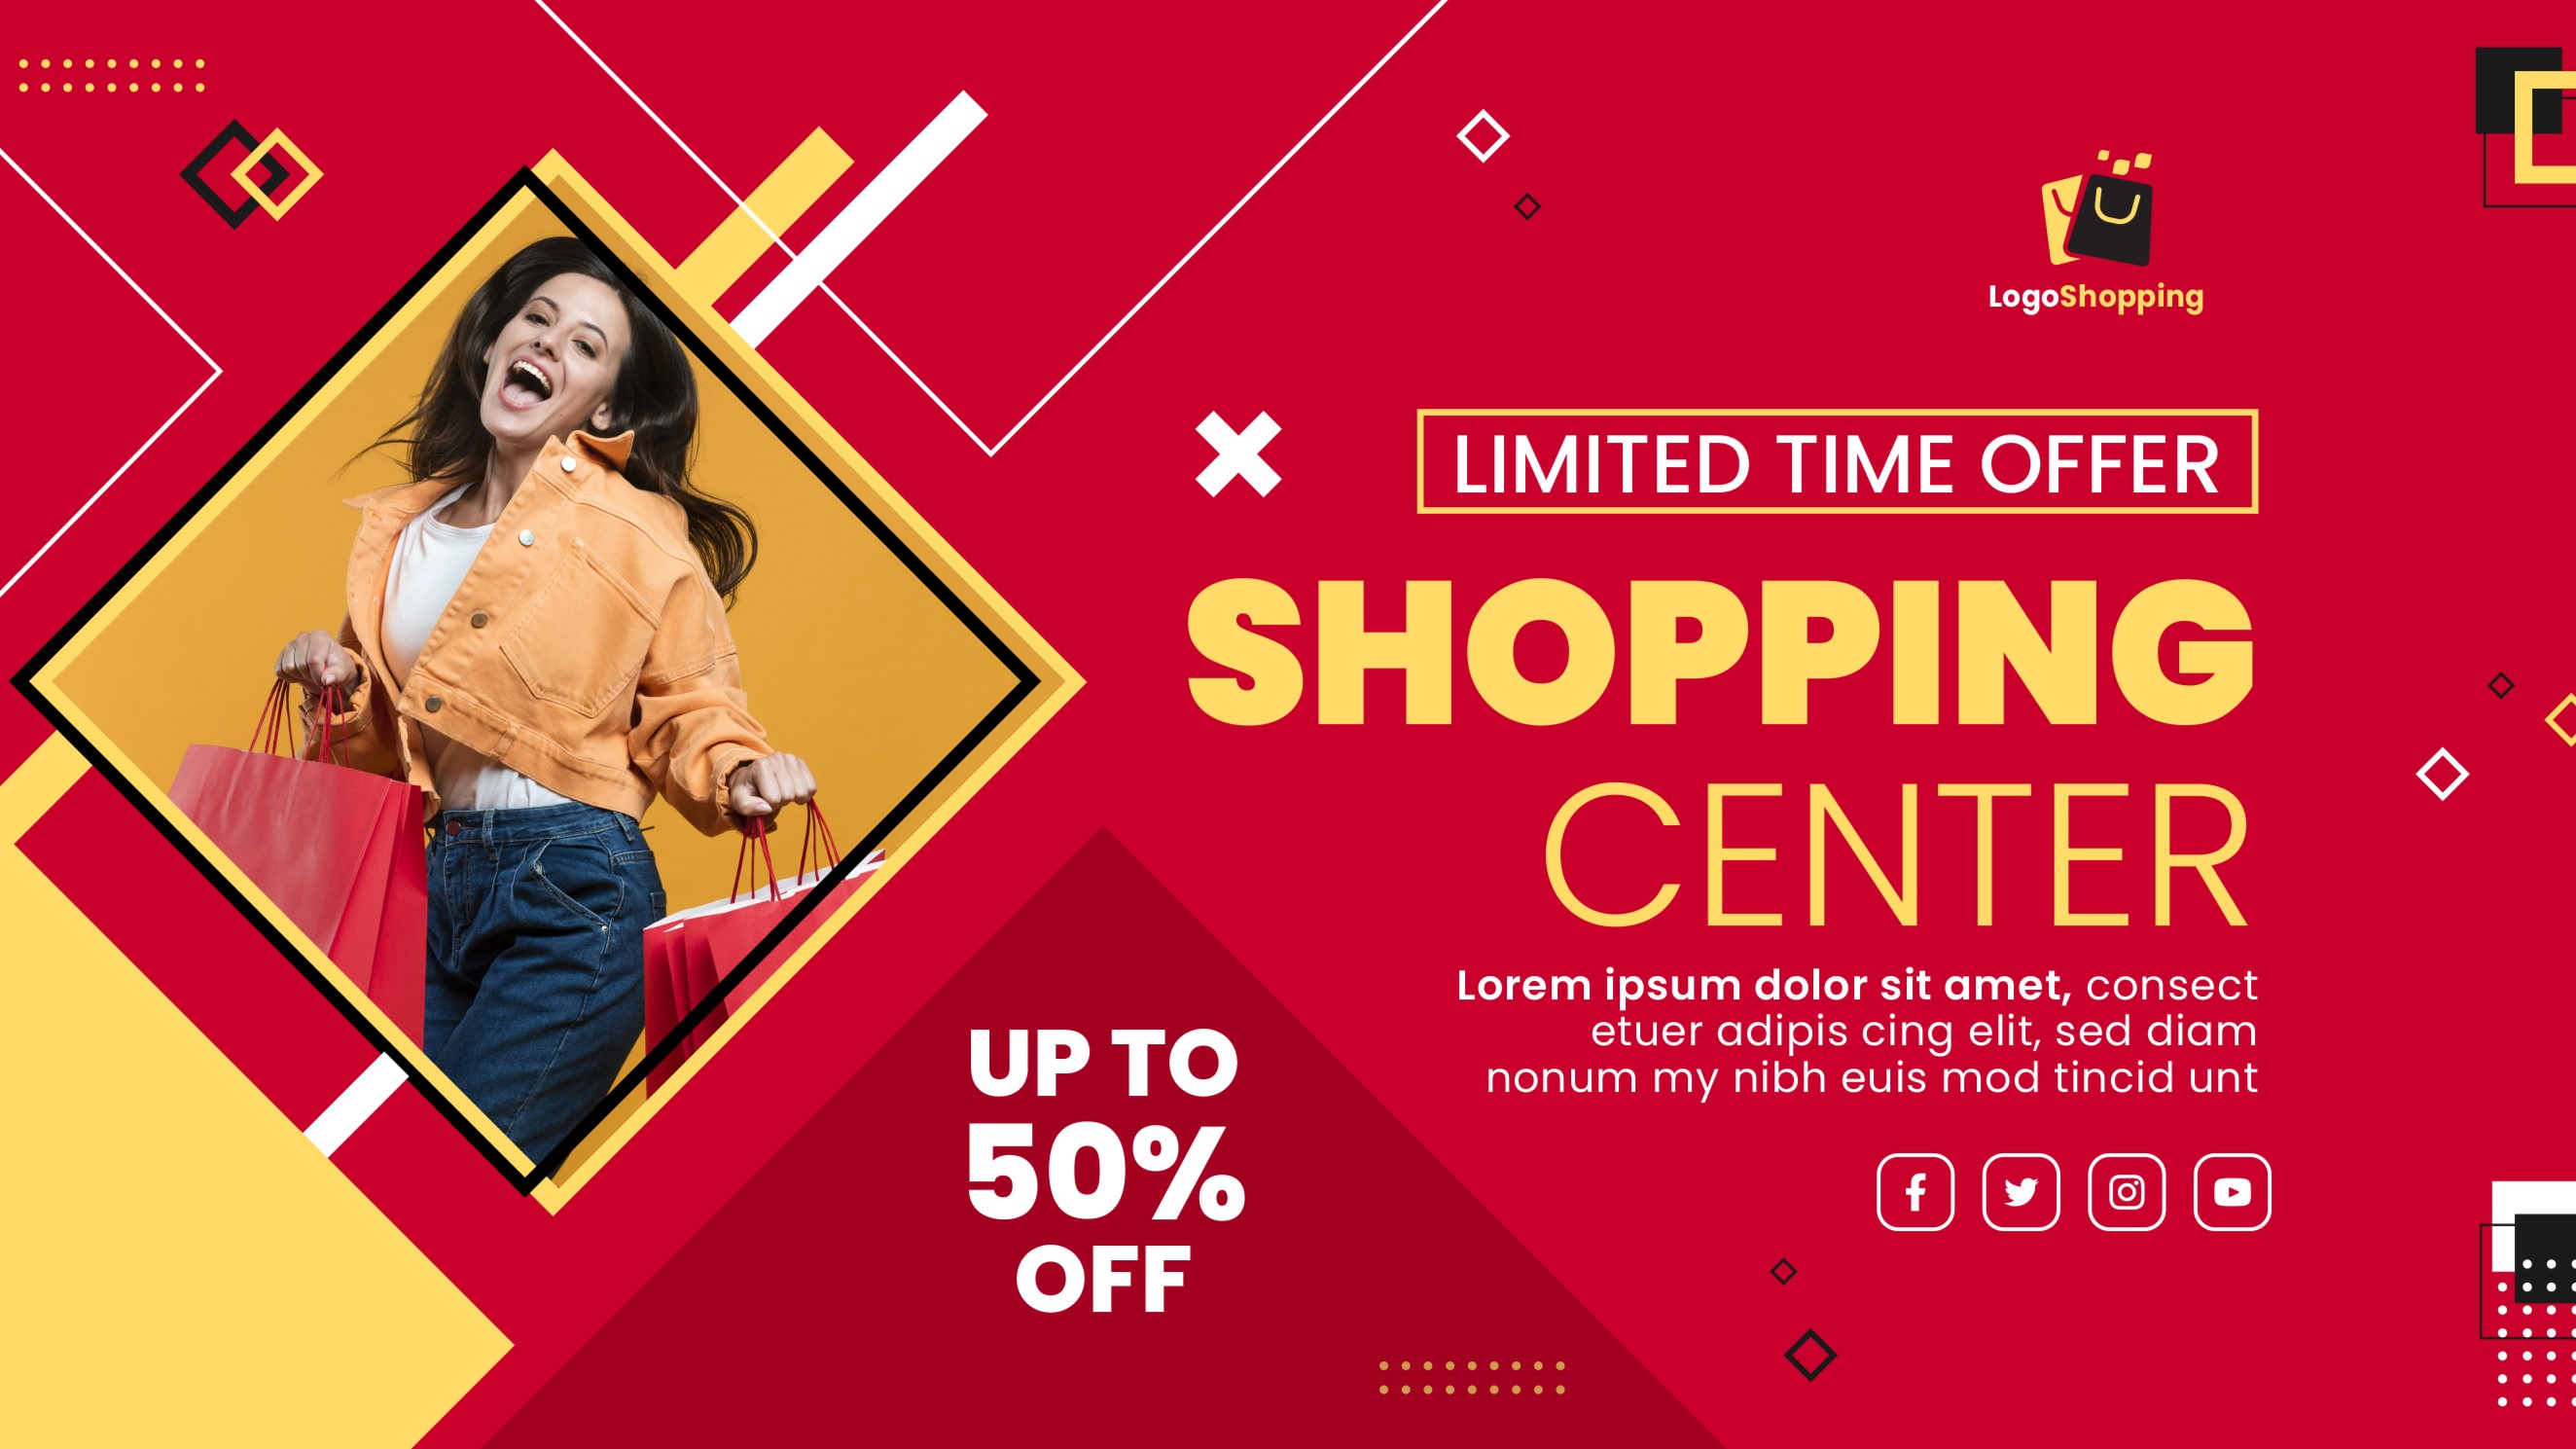 LogoShopping
LIMITED TIME OFFER
SHOPPING
CENTER
Lorem ipsum dolor sit amet, consect
etuer adipis cing elit, sed diam
nonum my nibh euis mod tincid unt
UP TO
50%
OFF